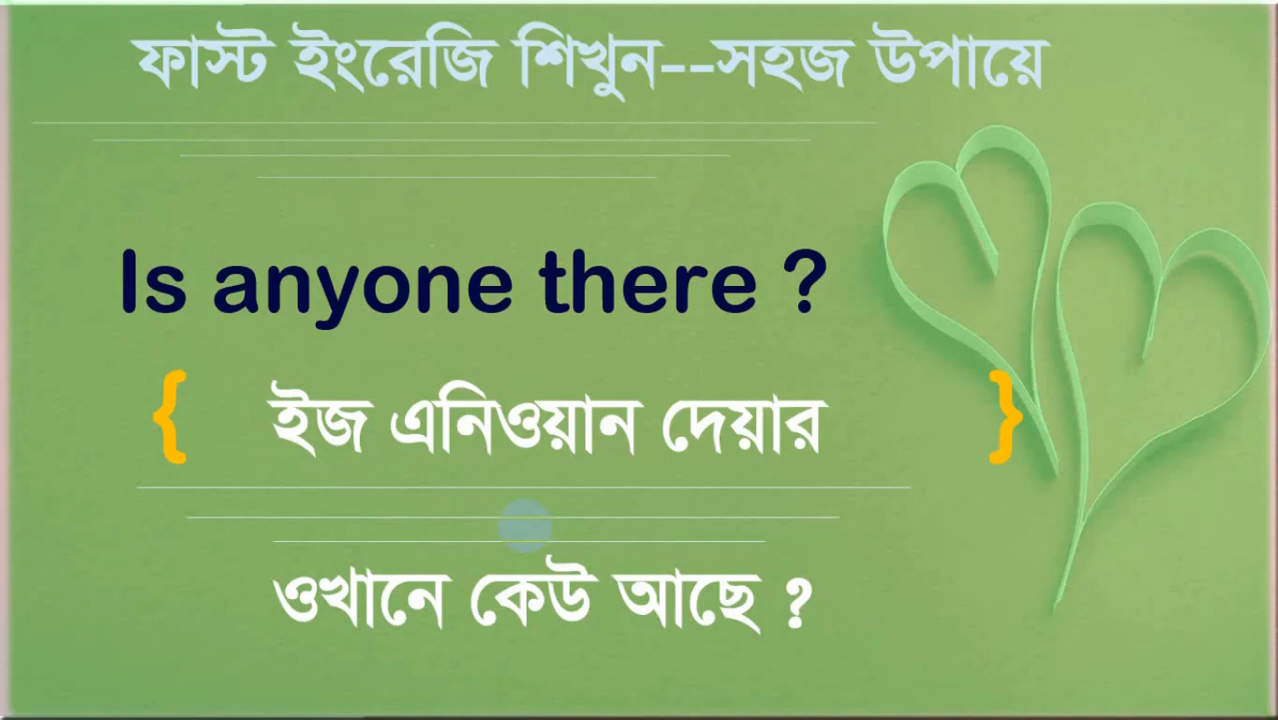 ফাস্ট ইংরেজি শিখুন--সহজ উপায়ে
Is anyone there ?
{ ইজ এনিওয়ান দেয়ার }
ওখানে কেউ আছে ?